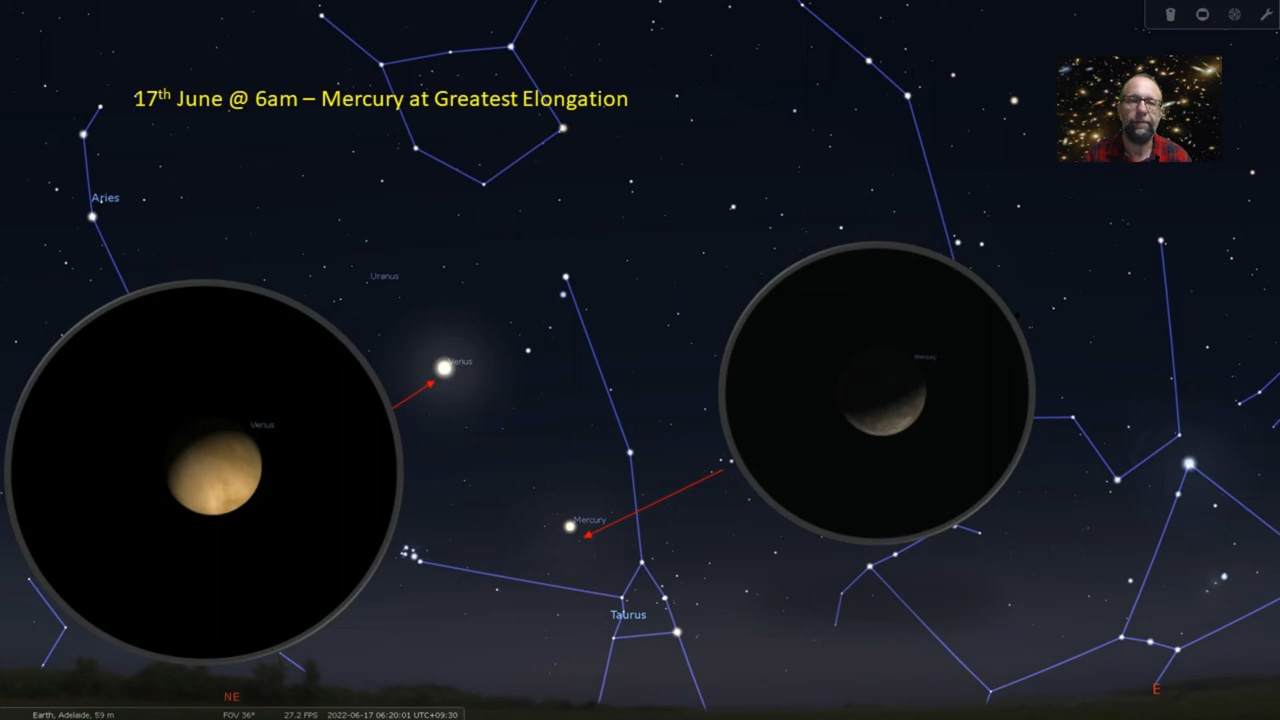 17th June @ 6am – Mercury at Greatest Elongation
Aries
Uranus
Venus
Mercury
Venus
Mercury
Taurus
NE
E
Earth, Adelaide, 59 m FOV 36° 27.2 FPS 2022-06-17 06:20:01 UTC+09:30